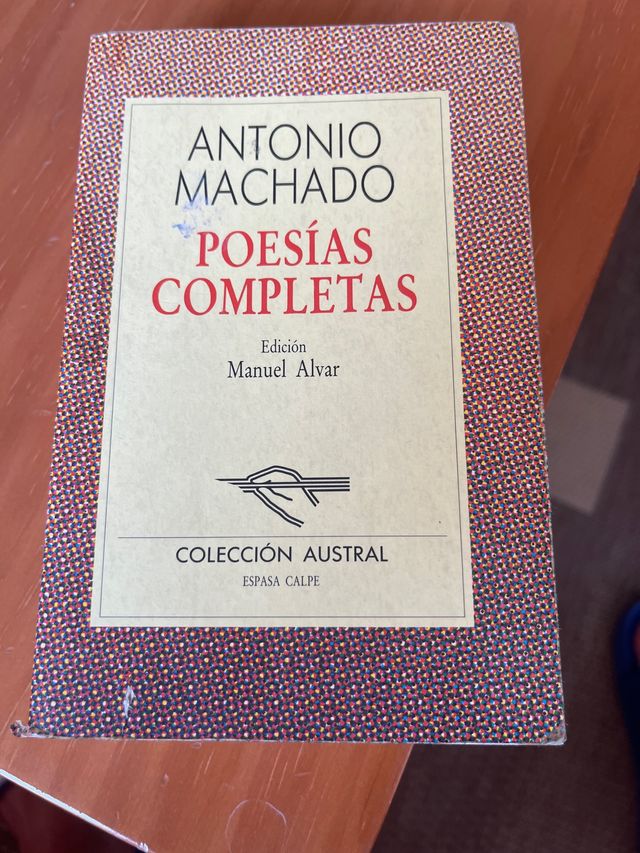 ANTONIO
MACHADO
POESÍAS
COMPLETAS
Edición
Manuel Alvar
COLECCIÓN AUSTRAL
ESPASA CALPE